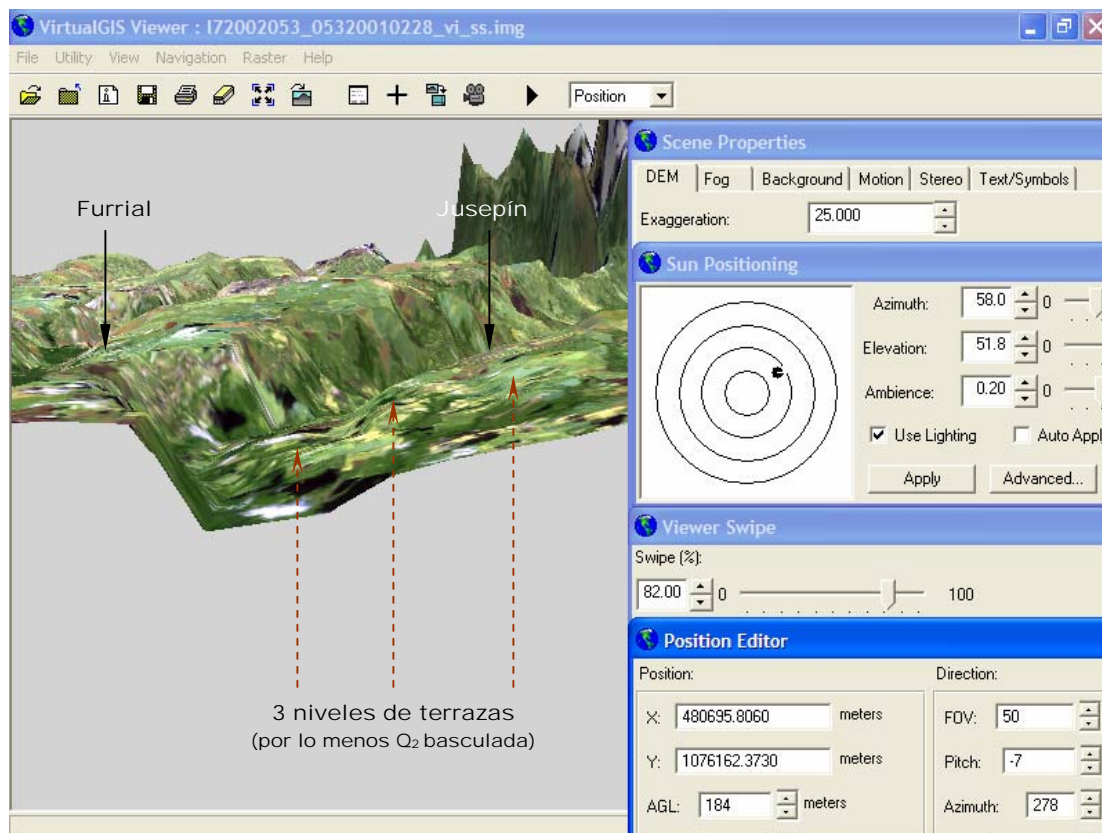 VirtualGIS Viewer : l72002053_05320010228_vi_ss.img
File Utility View Navigation Raster Help
Position
Furrial
Jusepín
3 niveles de terrazas
(por lo menos Q₂ basculada)
Scene Properties
DEM Fog Background Motion Stereo Text/Symbols
Exaggeration: 25.000
Sun Positioning
Azimuth: 58.0 0
Elevation: 51.8 0
Ambience: 0.20 0
Use Lighting Auto Appl
Apply Advanced...
Viewer Swipe
Swipe (%):
82.00 0 100
Position Editor
Position: Direction:
X: 480695.8060 meters FOV: 50
Y: 1076162.3730 meters Pitch: -7
AGL: 184 meters Azimuth: 278